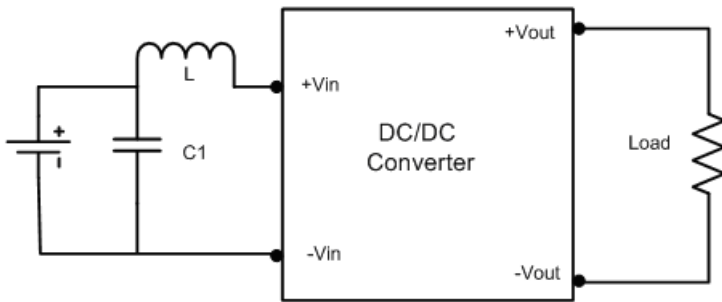 +Vout
L
+Vin
+
C1
DC/DC
Converter
Load
-Vin
-Vout